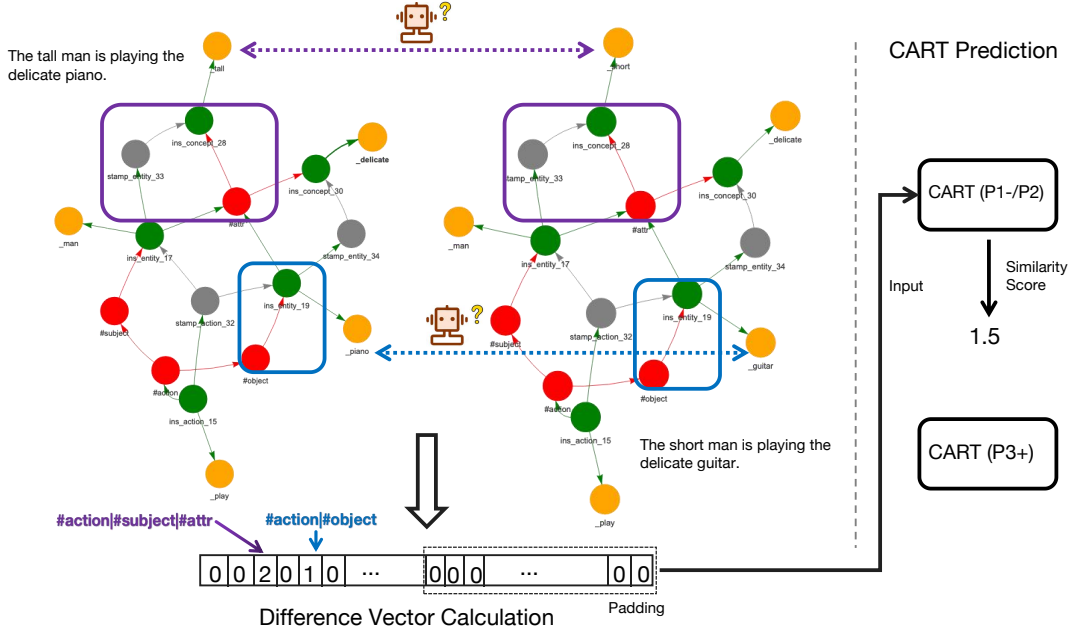 The tall man is playing the
delicate piano.
?
_tall
ins_concept_28
stamp_entity_33
_delicate
ins_concept_30
#attr
_man
ins_entity_17
stamp_entity_34
ins_entity_19
stamp_action_32
#subject
_piano
#object
#action
ins_action_15
_play
?
_short
ins_concept_28
stamp_entity_33
_delicate
ins_concept_30
#attr
_man
ins_entity_17
stamp_entity_34
ins_entity_19
stamp_action_32
#subject
_guitar
#object
#action
ins_action_15
_play
The short man is playing the
delicate guitar.
#action|#subject|#attr
#action|#object
0 0 2 0 1 0 ... 0 0 0 ... 0 0
Padding
Difference Vector Calculation
CART Prediction
CART (P1-/P2)
Input
Similarity
Score
1.5
CART (P3+)